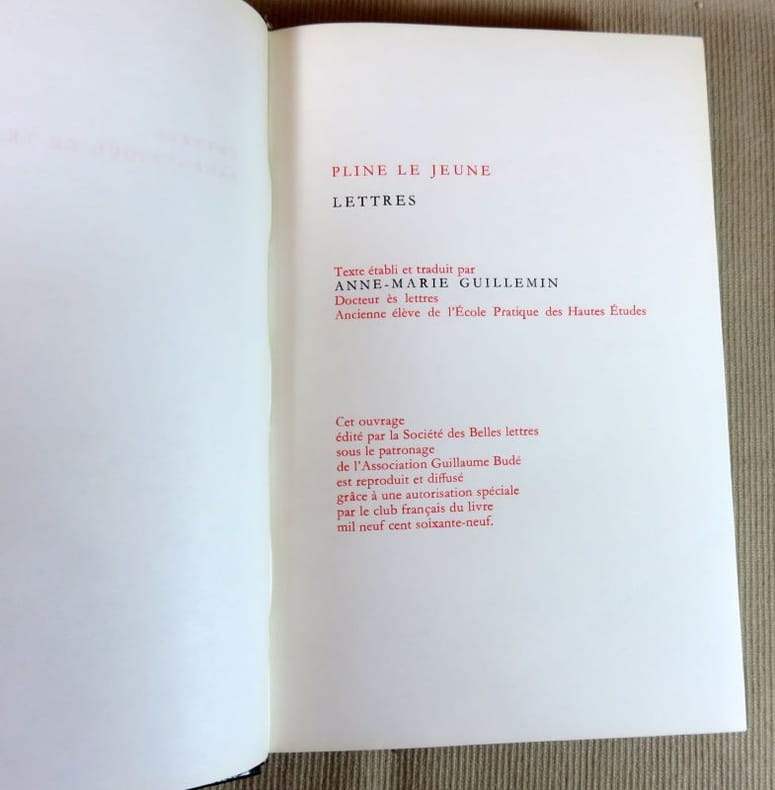 PLINE LE JEUNE
LETTRES
Texte établi et traduit par
ANNE-MARIE GUILLEMIN
Docteur ès lettres
Ancienne élève de l'École Pratique des Hautes Études
Cet ouvrage
édité par la Société des Belles lettres
sous le patronage
de l'Association Guillaume Budé
est reproduit et diffusé
grâce à une autorisation spéciale
par le club français du livre
mil neuf cent soixante-neuf.